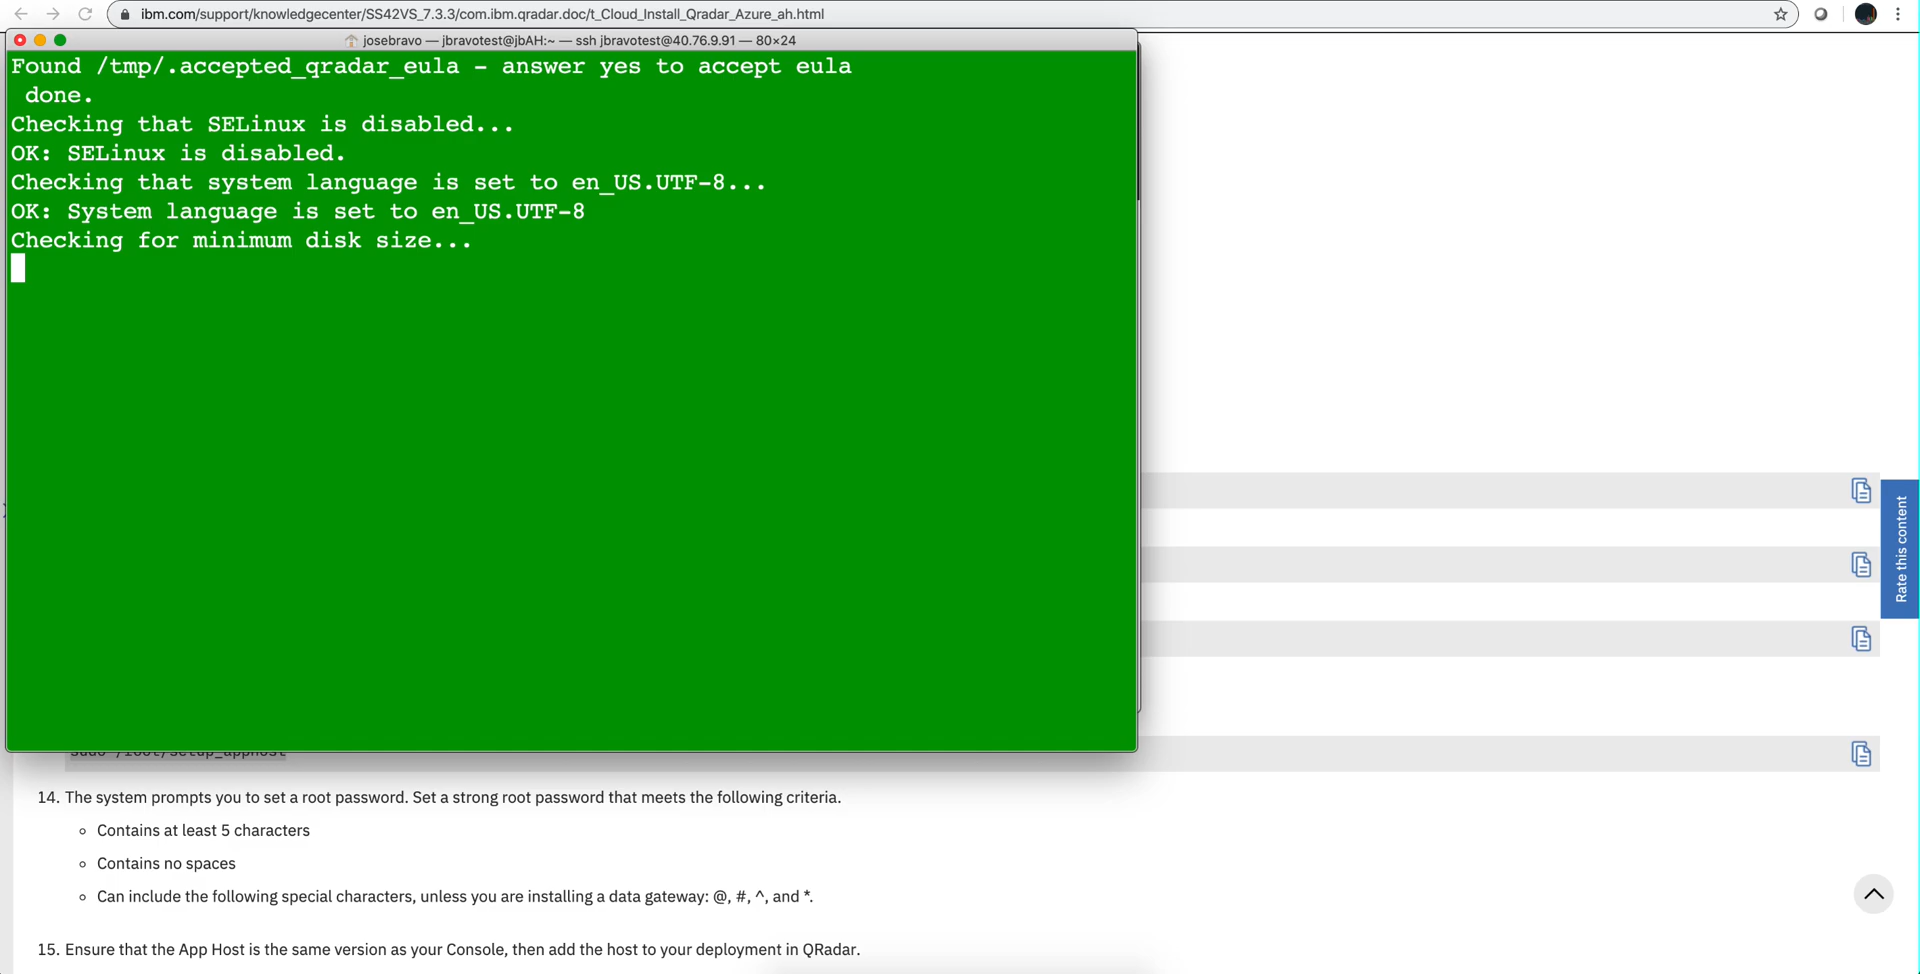 ibm.com/support/knowledgecenter/SS42VS_7.3.3/com.ibm.qradar.doc/t_Cloud_Install_Qradar_Azure_ah.html
josebravo — jbravotest@jbAH:~ — ssh jbravotest@40.76.9.91 — 80×24
Found /tmp/.accepted_qradar_eula - answer yes to accept eula
done.
Checking that SELinux is disabled...
OK: SELinux is disabled.
Checking that system language is set to en_US.UTF-8...
OK: System language is set to en_US.UTF-8
Checking for minimum disk size...
Rate this content
sudo /root/setup_apphost
14. The system prompts you to set a root password. Set a strong root password that meets the following criteria.
Contains at least 5 characters
Contains no spaces
Can include the following special characters, unless you are installing a data gateway: @, #, ^, and *.
15. Ensure that the App Host is the same version as your Console, then add the host to your deployment in QRadar.